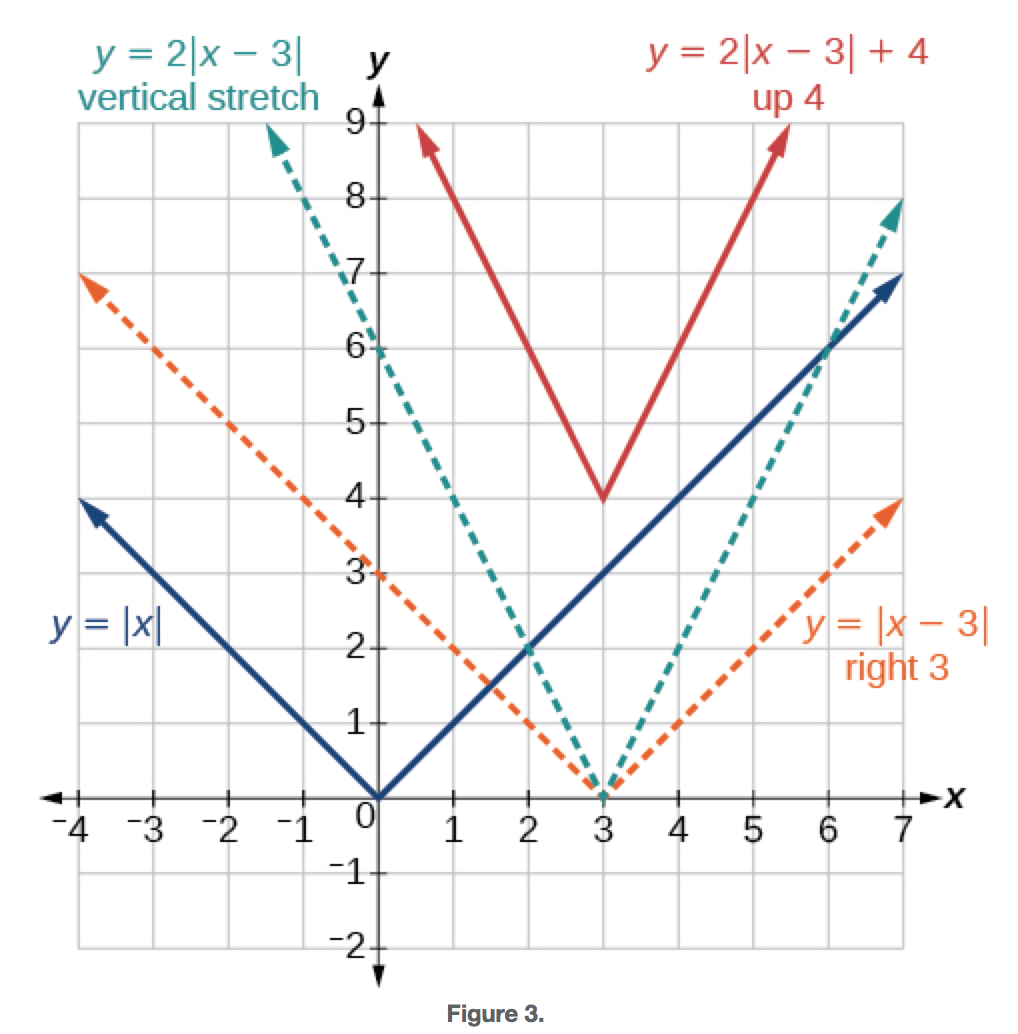 y = 2|x − 3|
vertical stretch
y
y = 2|x − 3| + 4
up 4
9
8
7
6
5
4
3
2
1
y = |x|
y = |x − 3|
right 3
−4 −3 −2 −1 0 1 2 3 4 5 6 7 x
−1
−2
Figure 3.